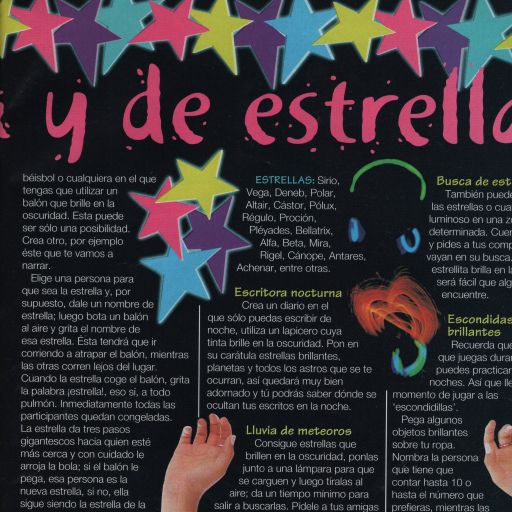 y de estrella
béisbol o cualquiera en el que
tengas que utilizar un
balón que brille en la
oscuridad. Esta puede
ser sólo una posibilidad.
Crea otro, por ejemplo
éste que te vamos a
narrar.
Elige una persona para
que sea la estrella y, por
supuesto, dale un nombre de
estrella; luego bota un balón
al aire y grita el nombre de
esa estrella. Ésta tendrá que ir
corriendo a atrapar el balón, mientras
las otras corren lejos del lugar.
Cuando la estrella coge el balón, grita
la palabra ¡estrella!, eso sí, a todo
pulmón. Inmediatamente todas las
participantes quedan congeladas.
La estrella da tres pasos
gigantescos hacia quien esté
más cerca y con cuidado le
arroja la bola; si el balón le
pega, esa persona es la
nueva estrella, si no, ella
sigue siendo la estrella de la
ESTRELLAS: Sirio,
Vega, Deneb, Polar,
Altair, Cástor, Pólux,
Régulo, Proción,
Pléyades, Bellatrix,
Alfa, Beta, Mira,
Rigel, Cánope, Antares,
Achenar, entre otras.
Escritora nocturna
Crea un diario en el
que sólo puedas escribir de
noche, utiliza un lapicero cuya
tinta brille en la oscuridad. Pon en
su carátula estrellas brillantes,
planetas y todos los astros que se te
ocurran, así quedará muy bien
adornado y tú podrás saber dónde se
ocultan tus escritos en la noche.
Lluvia de meteoros
Consigue estrellas que
brillen en la oscuridad, ponlas
junto a una lámpara para que
se carguen y luego tíralas al
aire; da un tiempo mínimo para
salir a buscarlas. Pídele a tus amigas
Busca de est
También puede
las estrellas o cua
luminoso en una zo
determinada. Cuen
y pides a tus comp
vayan en su busca.
estrellita brilla en la
será fácil que alg
encuentre.
Escondidas
brillantes
Recuerda que
que juegas duran
puedes practicar
noches. Así que lle
momento de jugar a las
'escondidillas'.
Pega algunos
objetos brillantes
sobre tu ropa.
Nombra la persona
que tiene que
contar hasta 10 o
hasta el número que
prefieras, mientras las